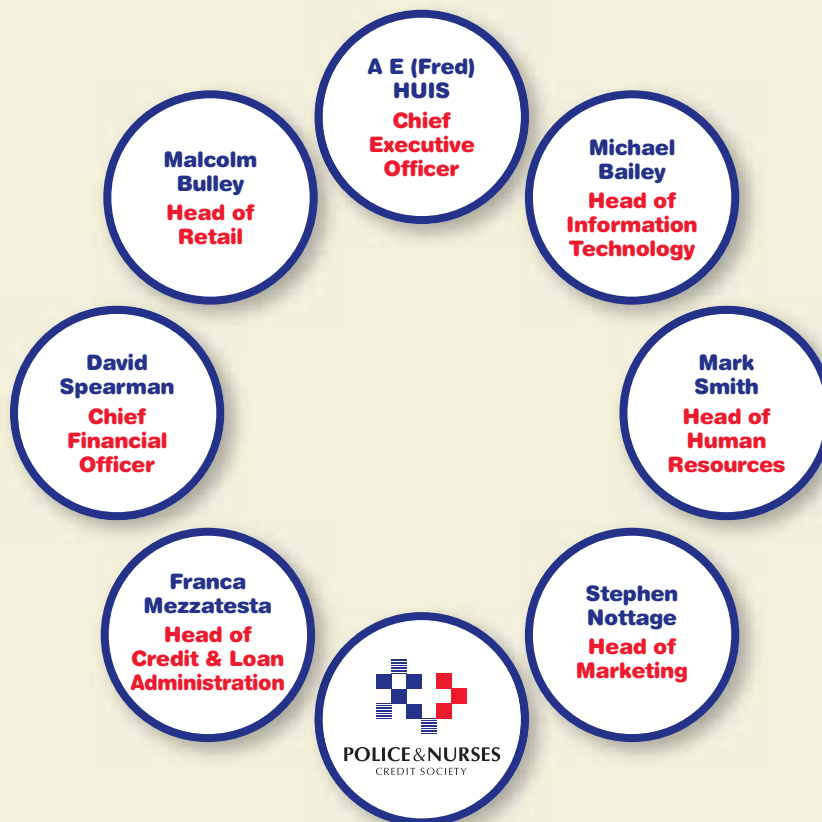 A E (Fred)
HUIS
Chief
Executive
Officer
Malcolm
Bulley
Head of
Retail
Michael
Bailey
Head of
Information
Technology
David
Spearman
Chief
Financial
Officer
Mark
Smith
Head of
Human
Resources
Franca
Mezzatesta
Head of
Credit & Loan
Administration
Stephen
Nottage
Head of
Marketing
POLICE & NURSES
CREDIT SOCIETY